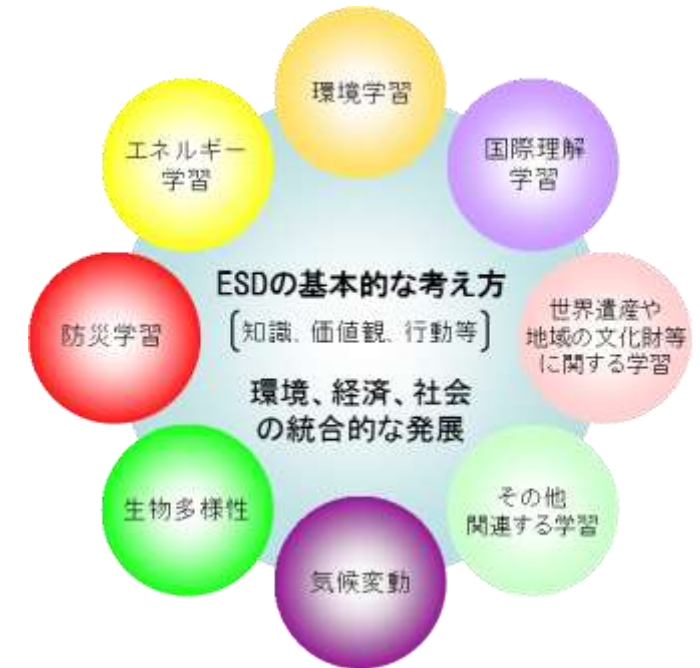 環境学習
エネルギー
学習
国際理解
学習
ESDの基本的な考え方
[知識、価値観、行動等]
環境、経済、社会
の統合的な発展
防災学習
世界遺産や
地域の文化財等
に関する学習
生物多様性
その他
関連する学習
気候変動